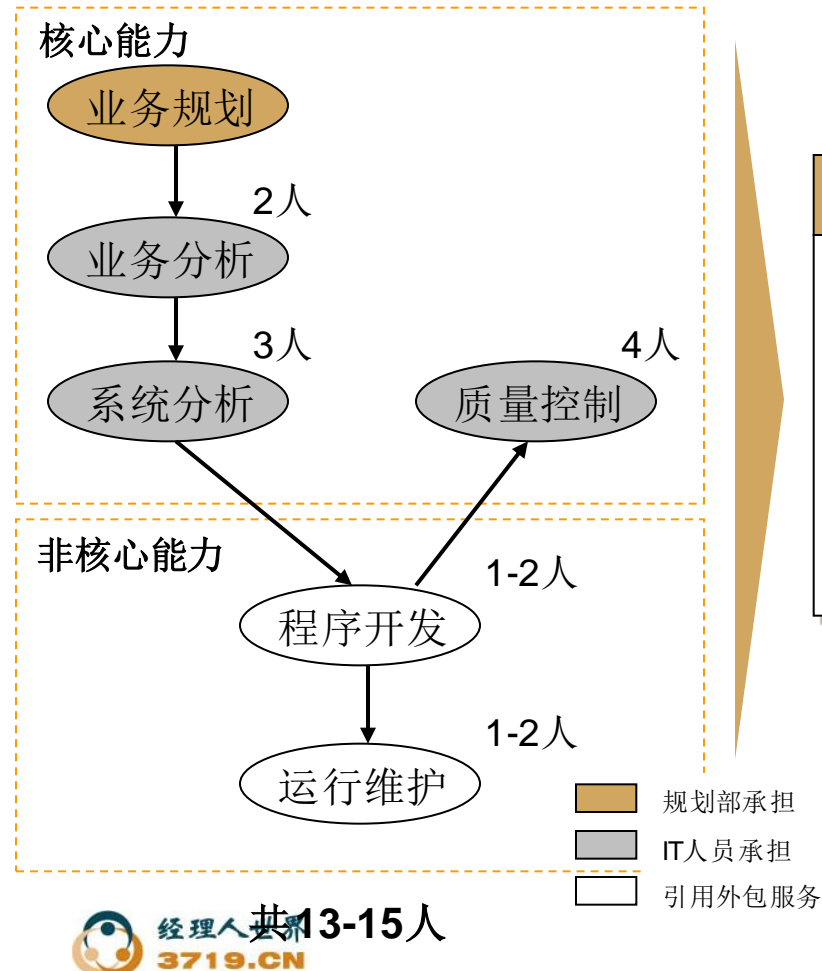 核心能力
业务规划
2人
业务分析
3人
系统分析
4人
质量控制
非核心能力
1-2人
程序开发
1-2人
运行维护
规划部承担
IT人员承担
引用外包服务
共13-15人
经理人世界
3719.CN